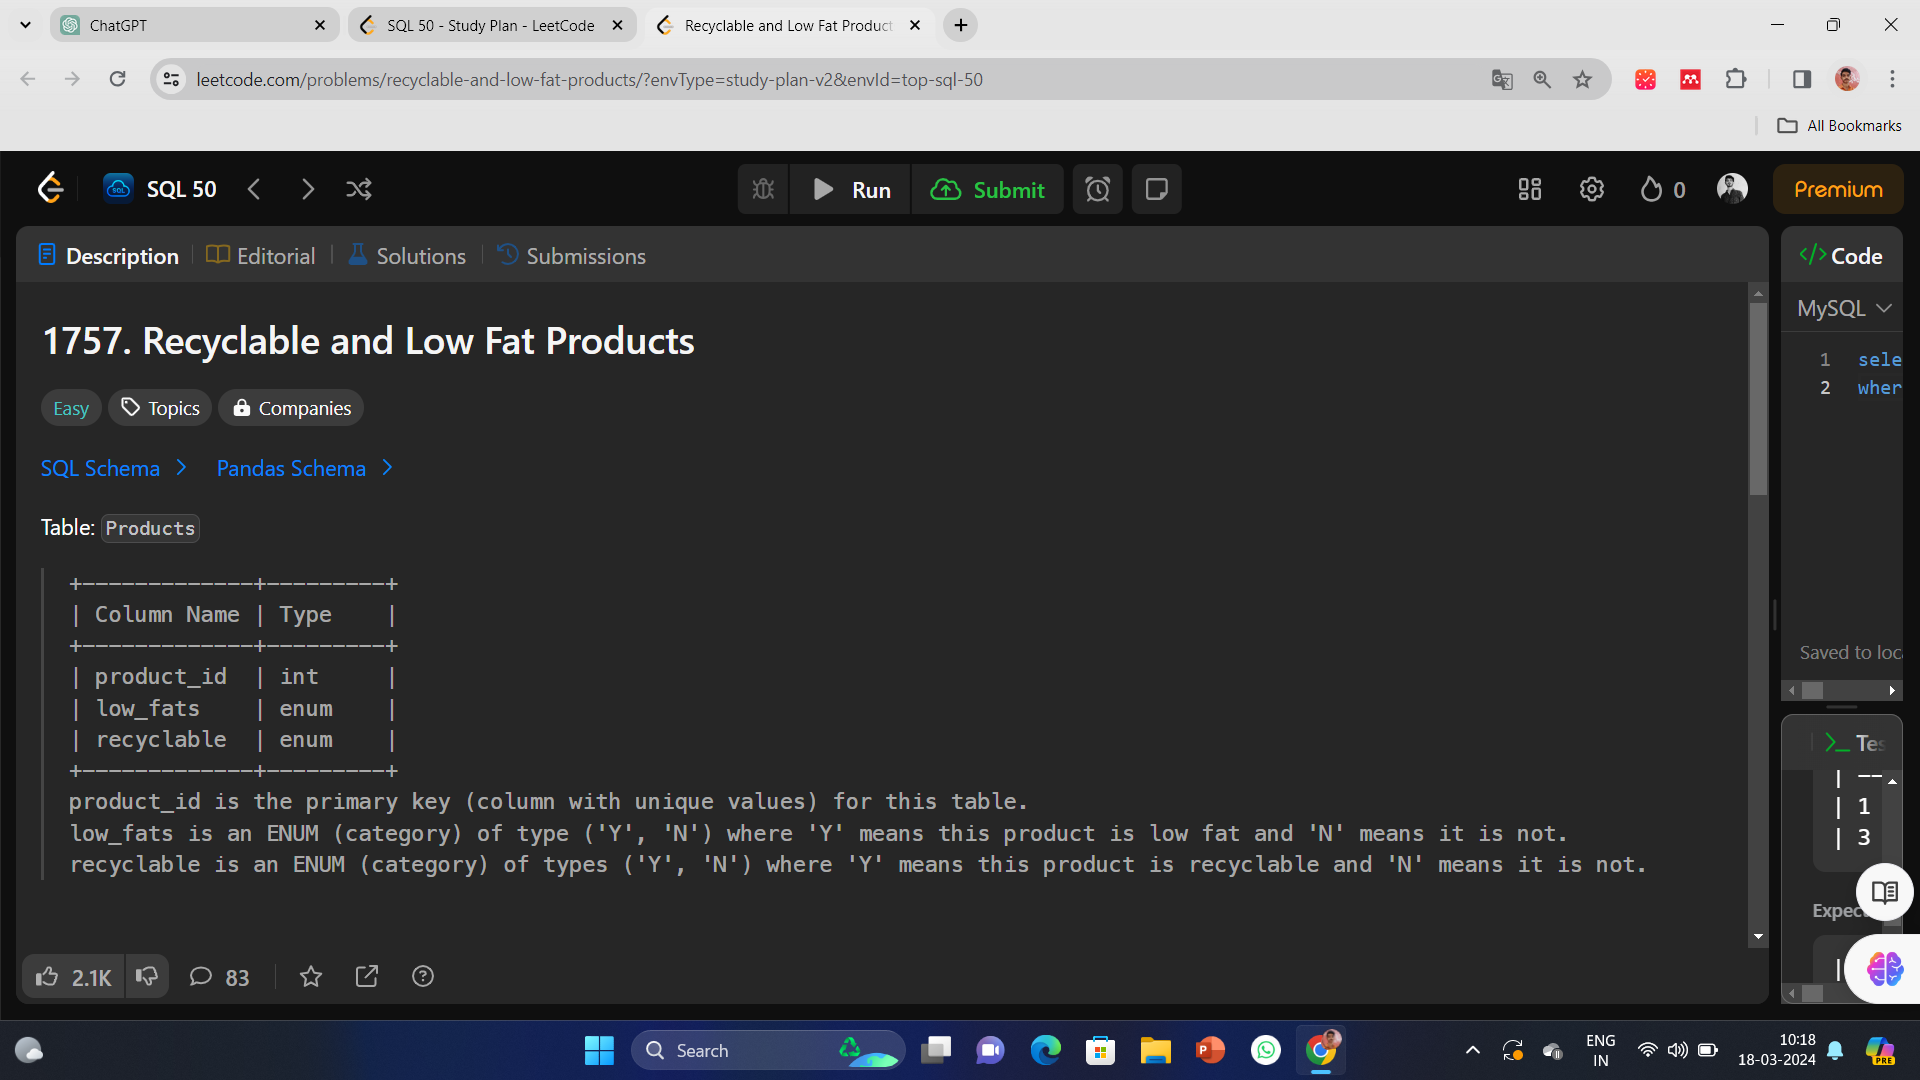 ChatGPT
SQL 50 - Study Plan - LeetCode
Recyclable and Low Fat Product
leetcode.com/problems/recyclable-and-low-fat-products/?envType=study-plan-v2&envId=top-sql-50
All Bookmarks
SQL 50
Run
Submit
0
Premium
Description
Editorial
Solutions
Submissions
1757. Recyclable and Low Fat Products
Easy
Topics
Companies
SQL Schema
Pandas Schema
Table: Products
+-------------+---------+
| Column Name | Type    |
+-------------+---------+
| product_id  | int     |
| low_fats    | enum    |
| recyclable  | enum    |
+-------------+---------+
product_id is the primary key (column with unique values) for this table.
low_fats is an ENUM (category) of type ('Y', 'N') where 'Y' means this product is low fat and 'N' means it is not.
recyclable is an ENUM (category) of types ('Y', 'N') where 'Y' means this product is recyclable and 'N' means it is not.
2.1K
83
</> Code
MySQL
1 sele
2 wher
Saved to loc
>_ Tes
| --
| 1
| 3
Expec
|
Search
ENG
IN
10:18
18-03-2024
PRE